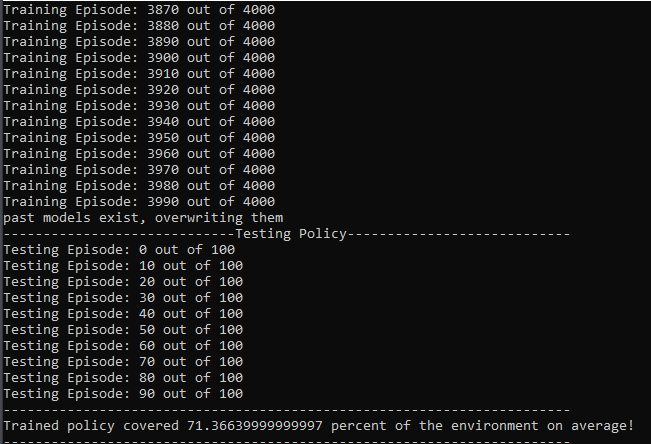 Training Episode: 3870 out of 4000
Training Episode: 3880 out of 4000
Training Episode: 3890 out of 4000
Training Episode: 3900 out of 4000
Training Episode: 3910 out of 4000
Training Episode: 3920 out of 4000
Training Episode: 3930 out of 4000
Training Episode: 3940 out of 4000
Training Episode: 3950 out of 4000
Training Episode: 3960 out of 4000
Training Episode: 3970 out of 4000
Training Episode: 3980 out of 4000
Training Episode: 3990 out of 4000
past models exist, overwriting them
-----------------------------Testing Policy----------------------------
Testing Episode: 0 out of 100
Testing Episode: 10 out of 100
Testing Episode: 20 out of 100
Testing Episode: 30 out of 100
Testing Episode: 40 out of 100
Testing Episode: 50 out of 100
Testing Episode: 60 out of 100
Testing Episode: 70 out of 100
Testing Episode: 80 out of 100
Testing Episode: 90 out of 100
-----------------------------------------------------------------------
Trained policy covered 71.36639999999997 percent of the environment on average!
-----------------------------------------------------------------------